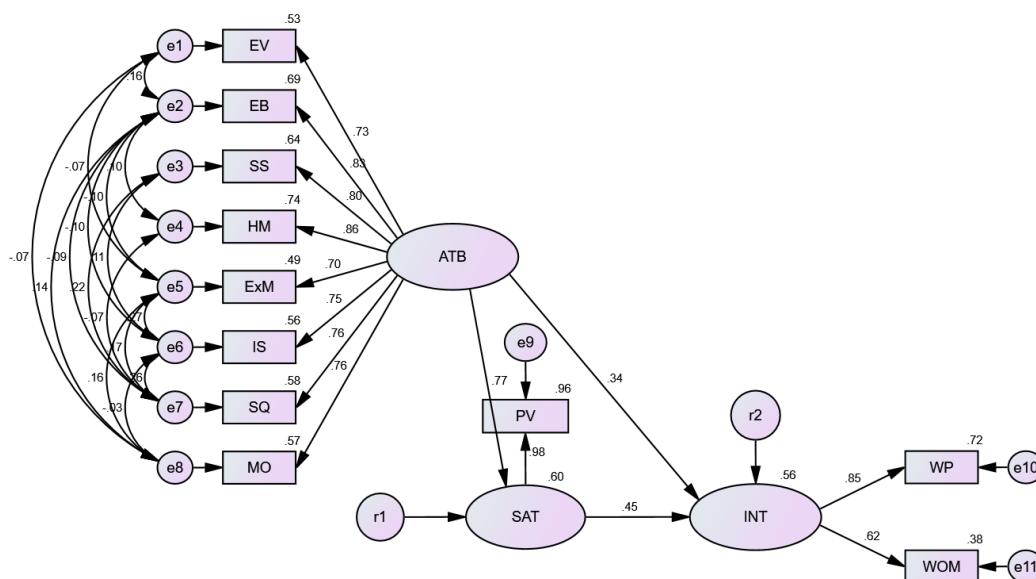 .53
e1 EV
.16
.69
e2 EB
.73
.64
.83
e3 SS
-.07 .10
.80
-.10
.74
e4 HM
-.10
.86
-.07 -.09 .11
.49
.70
e5 ExM
.14 .22
.75
ATB
-.07
.56
e6 IS
.76
e9
.34
.16
.58
.76
.77
.96
e7 SQ
PV
-.03
r2
.57
.98
.72
e8 MO
.60
.56
.85
WP e10
r1 SAT
.45
INT
.62
.38
WOM e11